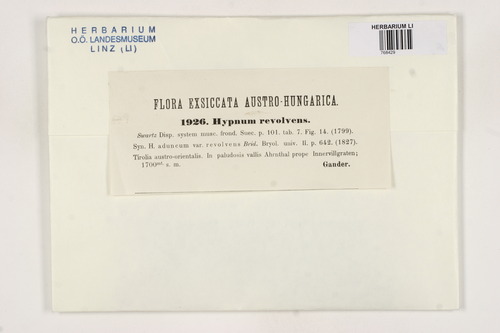 HERBARIUM
O.Ö. LANDESMUSEUM
LINZ (LI)
HERBARIUM LI
768429
FLORA EXSICCATA AUSTRO-HUNGARICA.
1926. Hypnum revolvens.
Swartz Disp. system musc. frond. Suec. p. 101. tab. 7. Fig. 14. (1799).
Syn. H. aduncum var. revolvens Brid. Bryol. univ. II. p. 642. (1827).
Tirolia austro-orientalis. In paludosis vallis Ahrnthal prope Innervillgraten;
1700 s. m. Gander.